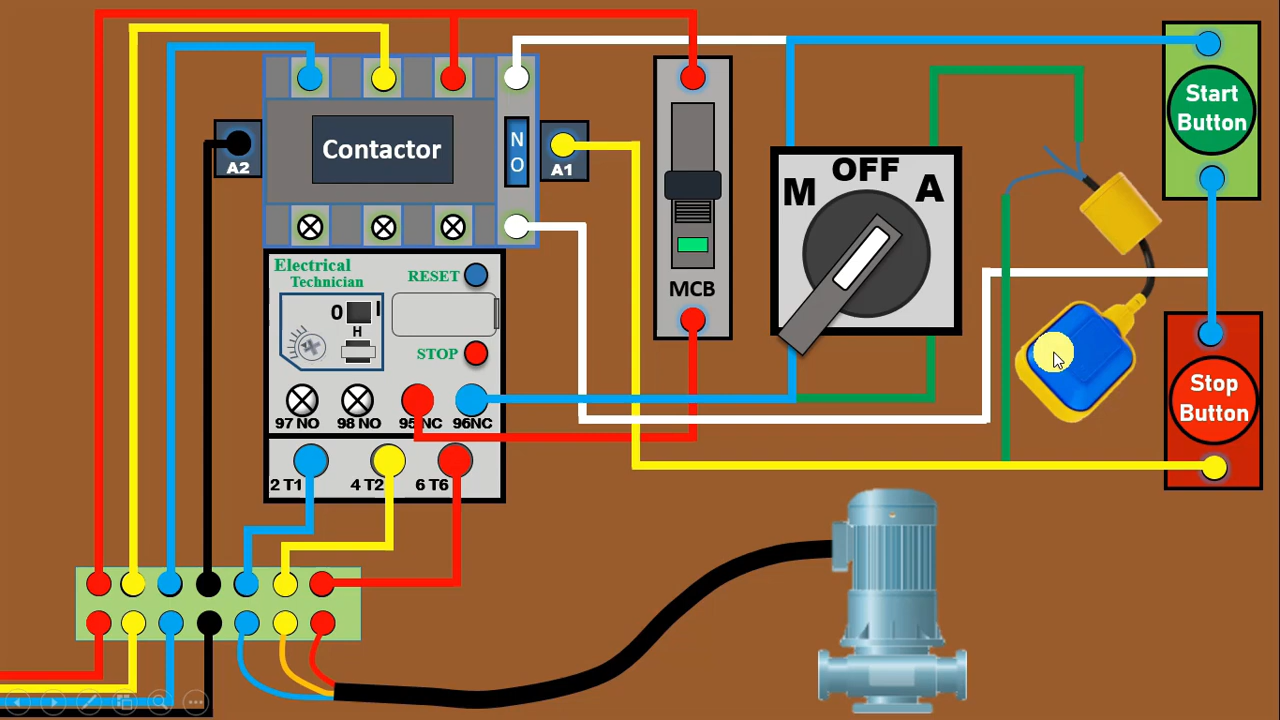 Contactor
N
O
A2
A1
Electrical
Technician
RESET
0 I
H
STOP
97 NO
98 NO
95 NC
96NC
2 T1
4 T2
6 T6
MCB
OFF
M
A
Start
Button
Stop
Button